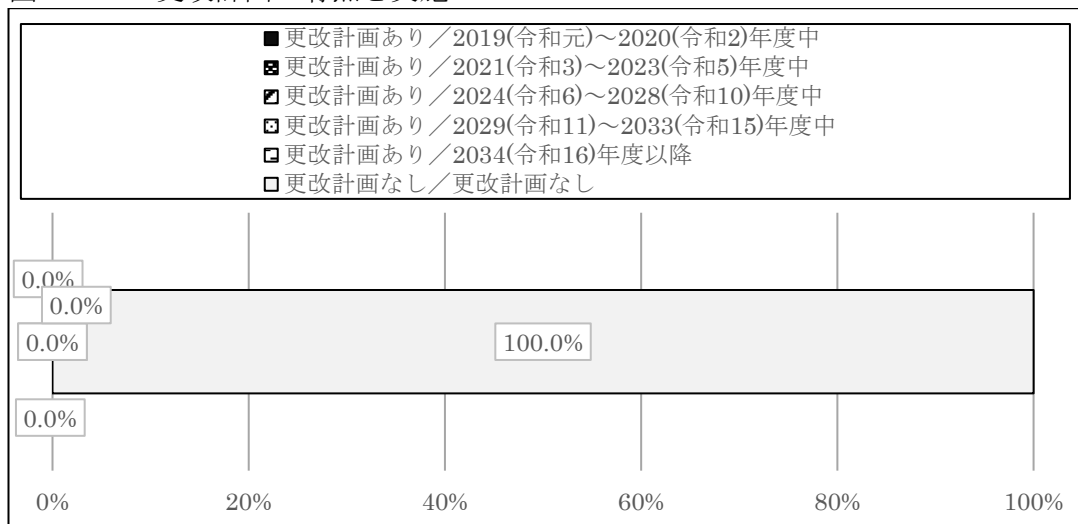 ■更改計画あり／2019(令和元)～2020(令和2)年度中
更改計画あり／2021(令和3)～2023(令和5)年度中
更改計画あり／2024(令和6)～2028(令和10)年度中
更改計画あり／2029(令和11)～2033(令和15)年度中
更改計画あり／2034(令和16)年度以降
更改計画なし／更改計画なし
0.0%
0.0%
0.0%
100.0%
0.0%
0%
20%
40%
60%
80%
100%